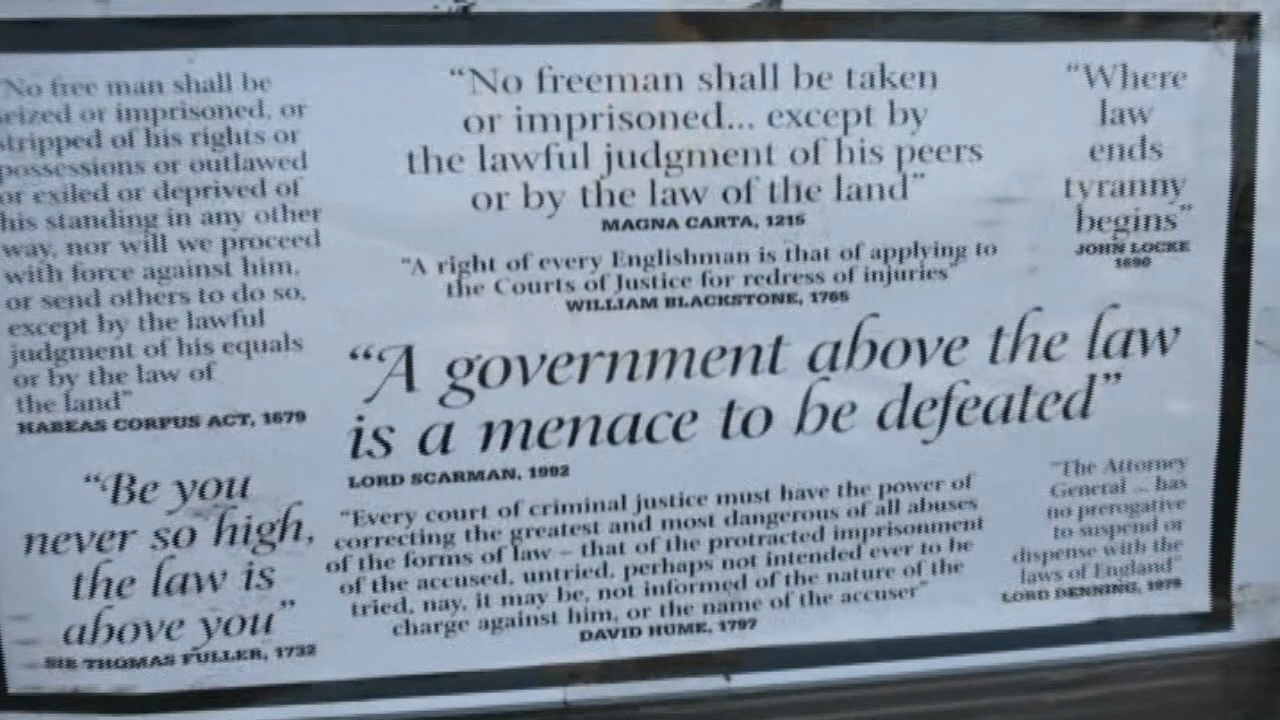 "No free man shall be
eized or imprisoned, or
tripped of his rights or
possessions or outlawed
or exiled or deprived of
his standing in any other
way, nor will we proceed
with force against him,
or send others to do so,
except by the lawful
judgment of his equals
or by the law of
the land"
HABEAS CORPUS ACT, 1679
"Be you
never so high,
the law is
above you"
SIR THOMAS FULLER, 1732
"No freeman shall be taken
or imprisoned... except by
the lawful judgment of his peers
or by the law of the land"
MAGNA CARTA, 1215
"A right of every Englishman is that of applying to
the Courts of Justice for redress of injuries"
WILLIAM BLACKSTONE, 1765
"A government above the law
is a menace to be defeated"
LORD SCARMAN, 1992
"Every court of criminal justice must have the power of
correcting the greatest and most dangerous of all abuses
of the forms of law – that of the protracted imprisonment
of the accused, untried, perhaps not intended ever to be
tried, nay, it may be, not informed of the nature of the
charge against him, or the name of the accuser"
DAVID HUME, 1797
"Where
law
ends
tyranny
begins"
JOHN LOCKE
1690
"The Attorney
General ... has
no prerogative
to suspend or
dispense with the
laws of England"
LORD DENNING,